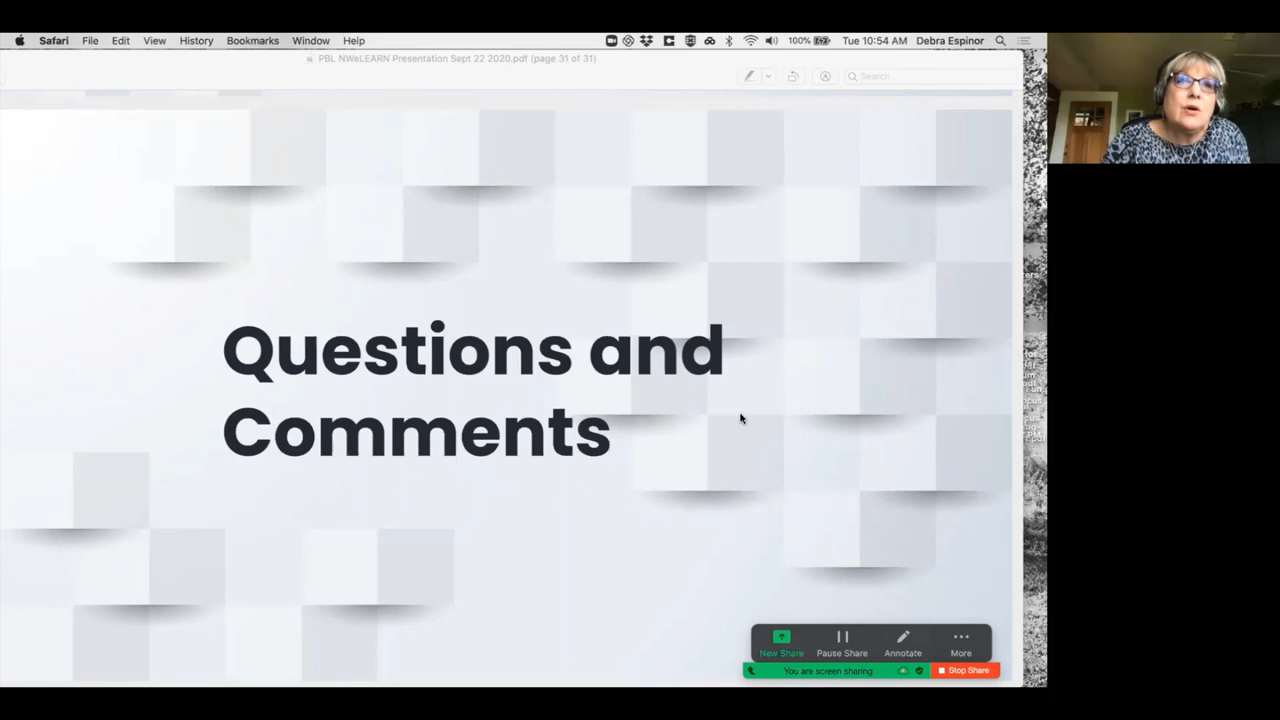 Safari File Edit View History Bookmarks Window Help 100% Tue 10:54 AM Debra Espinor
PBL NWeLEARN Presentation Sept 22 2020.pdf (page 31 of 31)
Search
Questions and
Comments
New Share Pause Share Annotate More
You are screen sharing Stop Share